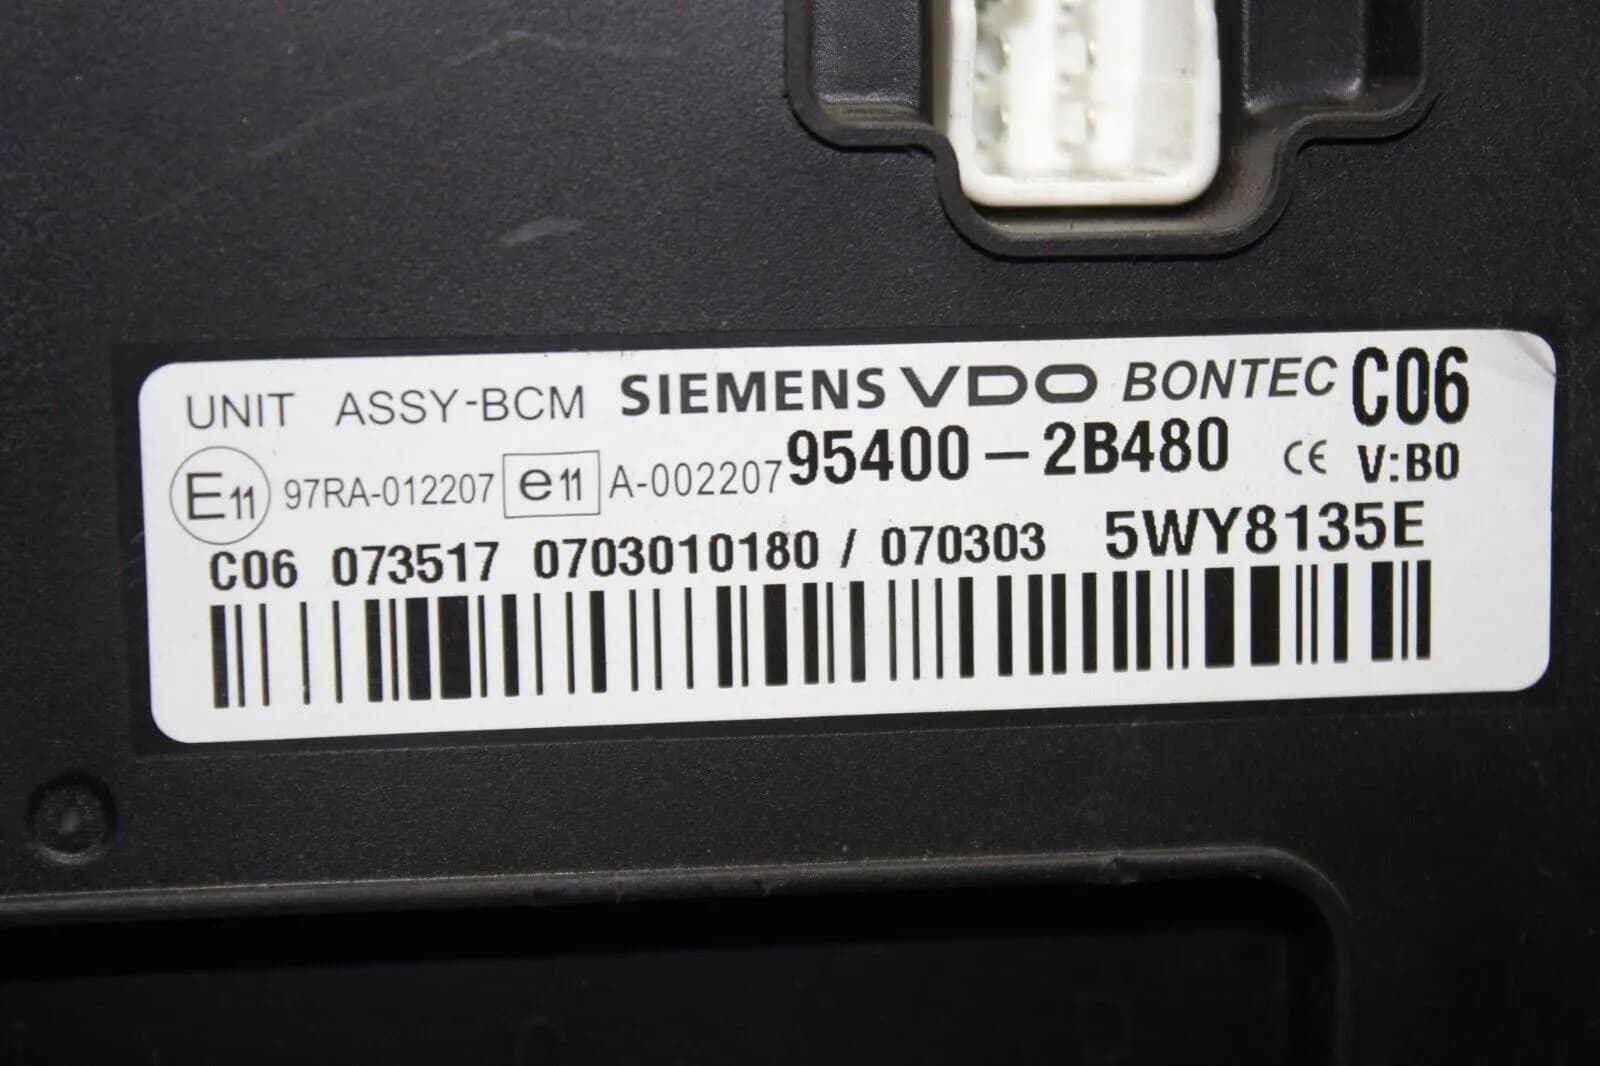 UNIT ASSY-BCM SIEMENS VDO BONTEC C06
E11 97RA-012207 e11 A-002207 95400-2B480 CE V:B0
C06 073517 0703010180 / 070303 5WY8135E